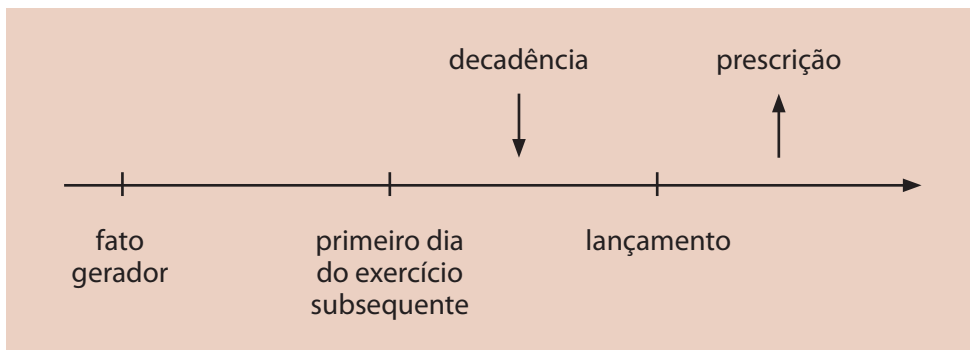 decadência
prescrição
fato
gerador
primeiro dia
do exercício
subsequente
lançamento